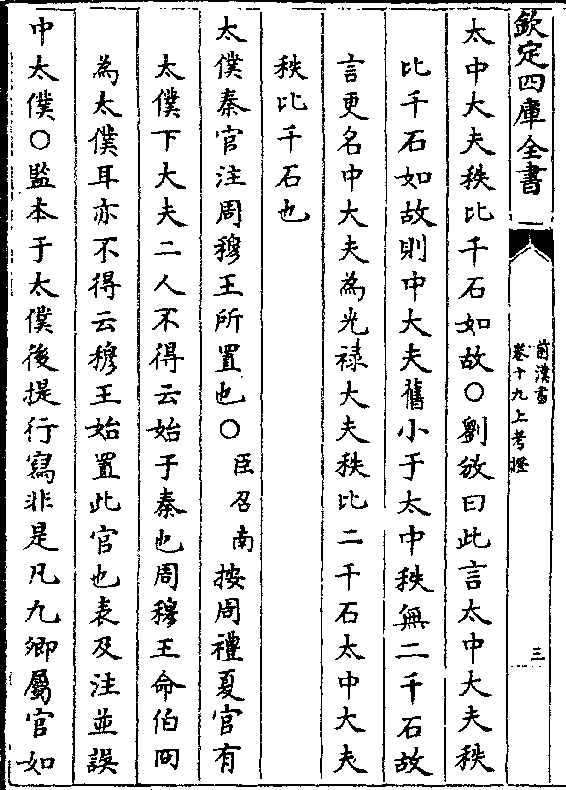 欽定四庫全書
前漢書
卷十九上考證
三
太中大夫秩比千石如故○劉攽曰此言太中大夫秩
比千石如故則中大夫舊小于太中秩無二千石故
言更名中大夫為光祿大夫秩比二千石太中大夫
秩比千石也
太僕秦官注周穆王所置也○臣召南按周禮夏官有
太僕下大夫二人不得云始于秦也周穆王命伯冏
為太僕耳亦不得云穆王始置此官也表及注並誤
中太僕○監本于太僕後提行寫非是凡九卿屬官如